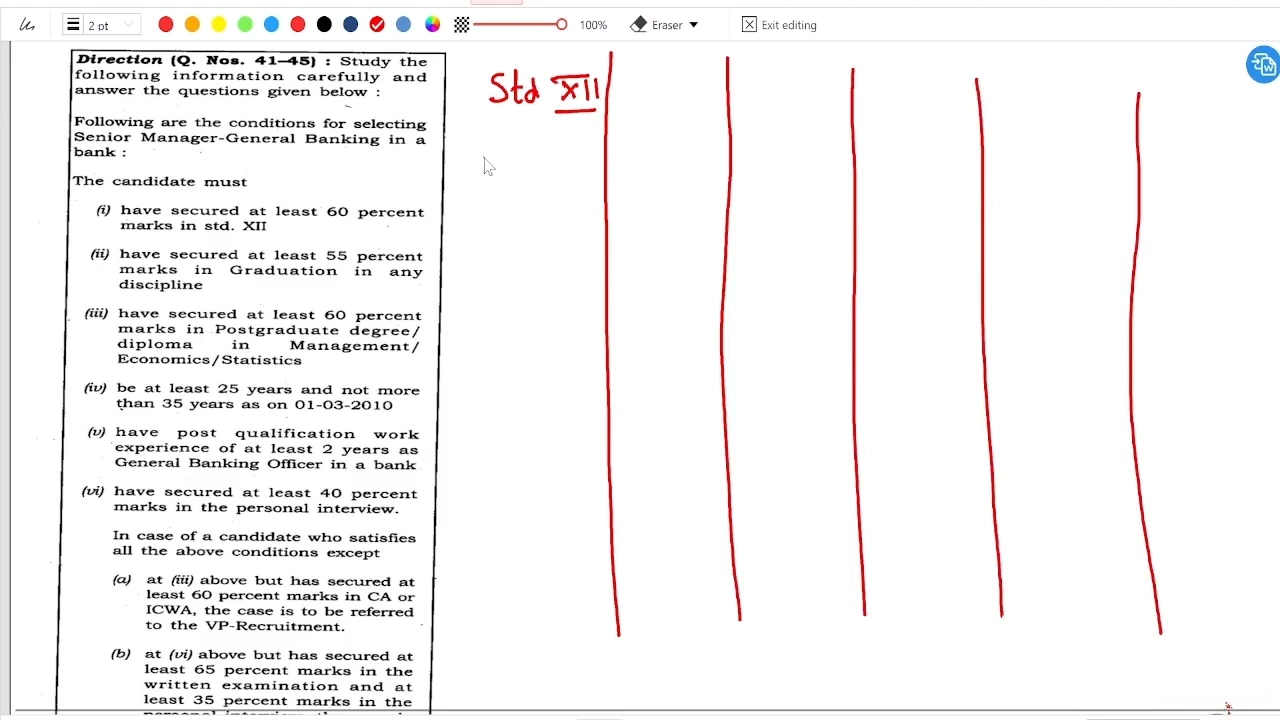 2 pt
100%
Eraser
Exit editing
Direction (Q. Nos. 41–45) : Study the
following information carefully and
answer the questions given below :
Following are the conditions for selecting
Senior Manager-General Banking in a
bank :
The candidate must
(i) have secured at least 60 percent
marks in std. XII
(ii) have secured at least 55 percent
marks in Graduation in any
discipline
(iii) have secured at least 60 percent
marks in Postgraduate degree/
diploma in Management/
Economics/Statistics
(iv) be at least 25 years and not more
than 35 years as on 01-03-2010
(v) have post qualification work
experience of at least 2 years as
General Banking Officer in a bank
(vi) have secured at least 40 percent
marks in the personal interview.
In case of a candidate who satisfies
all the above conditions except
(a) at (iii) above but has secured at
least 60 percent marks in CA or
ICWA, the case is to be referred
to the VP-Recruitment.
(b) at (vi) above but has secured at
least 65 percent marks in the
written examination and at
least 35 percent marks in the
Std XII